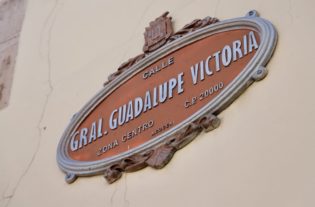 CALLE
GRAL. GUADALUPE VICTORIA
ZONA CENTRO C.P. 20000